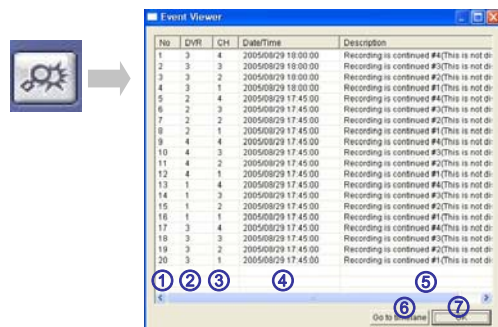 Event Viewer
No DVR CH Date/Time Description
1 3 4 2005/08/29 18:00:00 Recording is continued #4(This is not di
2 3 3 2005/08/29 18:00:00 Recording is continued #3(This is not di
3 3 2 2005/08/29 18:00:00 Recording is continued #2(This is not di
4 3 1 2005/08/29 18:00:00 Recording is continued #1(This is not di
5 2 4 2005/08/29 17:45:00 Recording is continued #4(This is not di
6 2 3 2005/08/29 17:45:00 Recording is continued #3(This is not di
7 2 2 2005/08/29 17:45:00 Recording is continued #2(This is not di
8 2 1 2005/08/29 17:45:00 Recording is continued #1(This is not di
9 4 4 2005/08/29 17:45:00 Recording is continued #4(This is not di
10 4 3 2005/08/29 17:45:00 Recording is continued #3(This is not di
11 4 2 2005/08/29 17:45:00 Recording is continued #2(This is not di
12 4 1 2005/08/29 17:45:00 Recording is continued #1(This is not di
13 1 4 2005/08/29 17:45:00 Recording is continued #4(This is not di
14 1 3 2005/08/29 17:45:00 Recording is continued #3(This is not di
15 1 2 2005/08/29 17:45:00 Recording is continued #2(This is not di
16 1 1 2005/08/29 17:45:00 Recording is continued #1(This is not di
17 3 4 2005/08/29 17:45:00 Recording is continued #4(This is not di
18 3 3 2005/08/29 17:45:00 Recording is continued #3(This is not di
19 3 2 2005/08/29 17:45:00 Recording is continued #2(This is not di
20 3 1 2005/08/29 17:45:00 Recording is continued #1(This is not di
① ② ③ ④ ⑤
⑥ ⑦
Go to